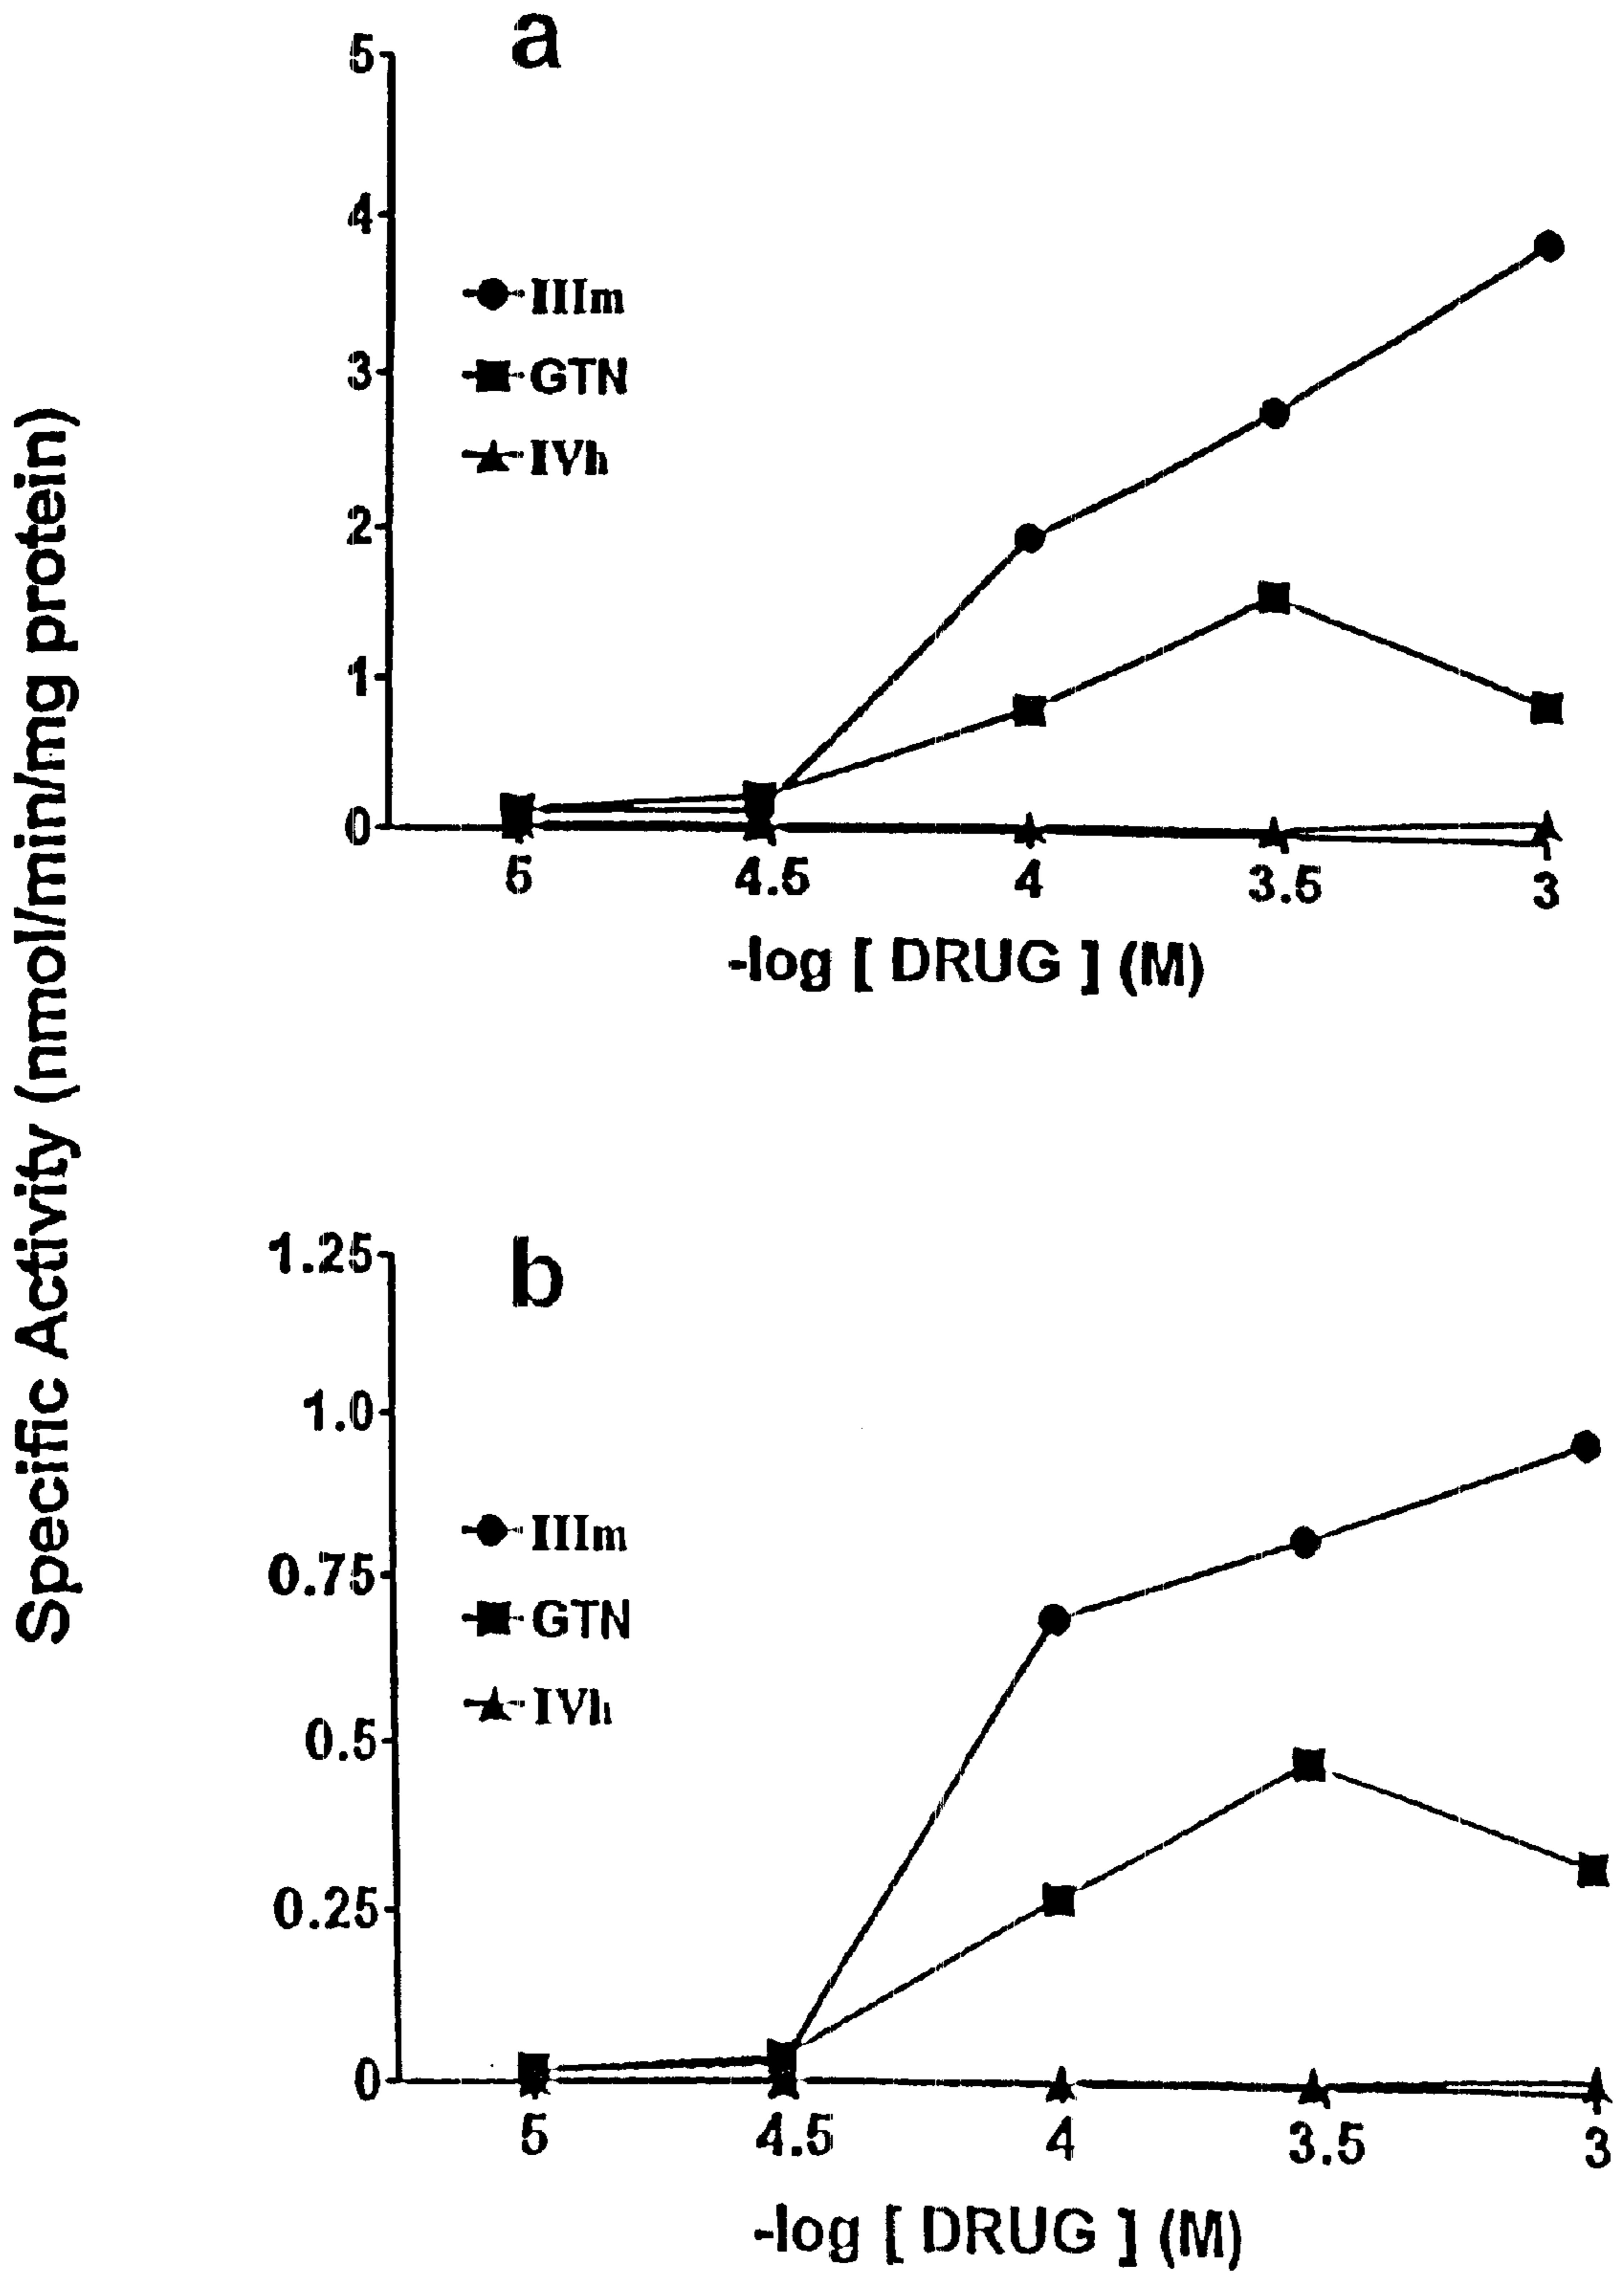 a
5
4
3
2
1
0
IIIm
GTN
IVh
5 4.5 4 3.5 3
-log [ DRUG ] (M)
Specific Activity (nmol/min/mg protein)
b
1.25
1.0
0.75
0.5
0.25
0
IIIm
GTN
IVh
5 4.5 4 3.5 3
-log [ DRUG ] (M)